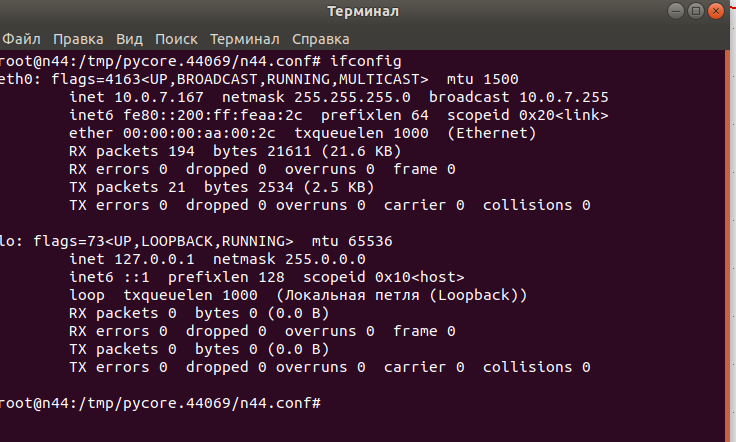 Терминал
Файл Правка Вид Поиск Терминал Справка
root@n44:/tmp/pycore.44069/n44.conf# ifconfig
eth0: flags=4163<UP,BROADCAST,RUNNING,MULTICAST>  mtu 1500
        inet 10.0.7.167  netmask 255.255.255.0  broadcast 10.0.7.255
        inet6 fe80::200:ff:feaa:2c  prefixlen 64  scopeid 0x20<link>
        ether 00:00:00:aa:00:2c  txqueuelen 1000  (Ethernet)
        RX packets 194  bytes 21611 (21.6 KB)
        RX errors 0  dropped 0  overruns 0  frame 0
        TX packets 21  bytes 2534 (2.5 KB)
        TX errors 0  dropped 0 overruns 0  carrier 0  collisions 0
lo: flags=73<UP,LOOPBACK,RUNNING>  mtu 65536
        inet 127.0.0.1  netmask 255.0.0.0
        inet6 ::1  prefixlen 128  scopeid 0x10<host>
        loop  txqueuelen 1000  (Локальная петля (Loopback))
        RX packets 0  bytes 0 (0.0 B)
        RX errors 0  dropped 0  overruns 0  frame 0
        TX packets 0  bytes 0 (0.0 B)
        TX errors 0  dropped 0 overruns 0  carrier 0  collisions 0
root@n44:/tmp/pycore.44069/n44.conf#